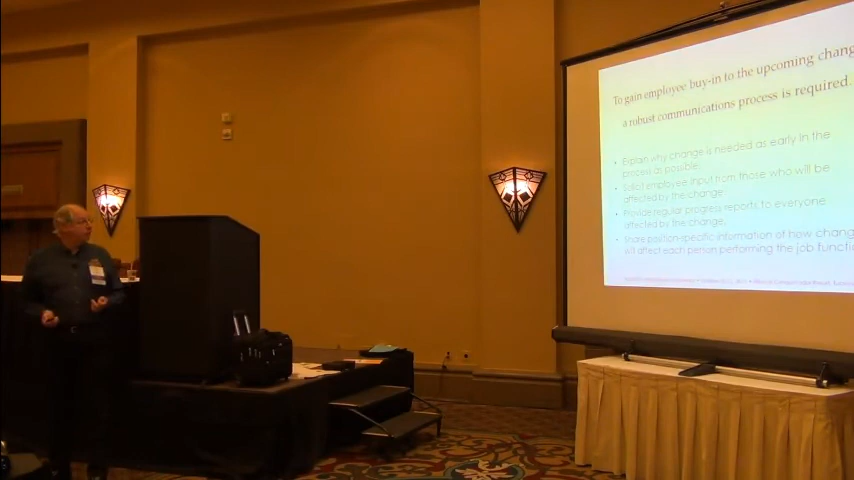 To gain employee buy-in to the upcoming chang
a robust communications process is required.
• Explain why change is needed as early in the
process as possible.
• Solicit employee input from those who will be
affected by the change.
• Provide regular progress reports to everyone
affected by the change.
• Share position-specific information of how chang
will affect each person performing the job functi